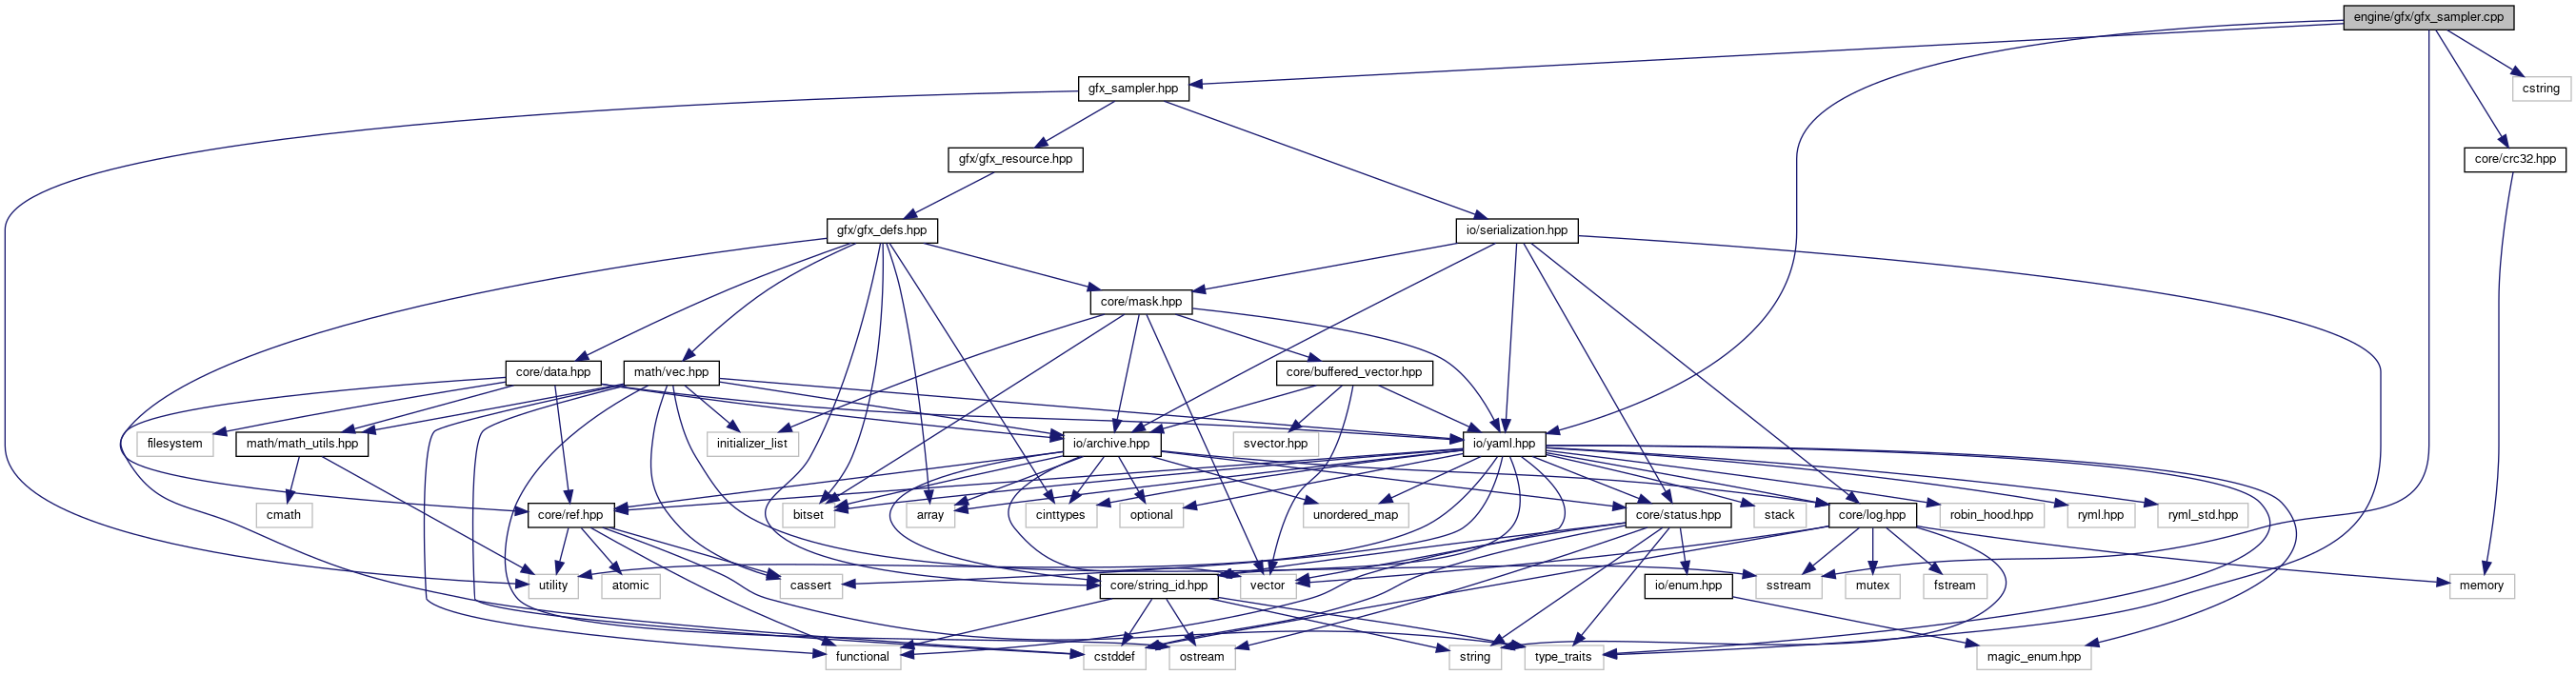 engine/gfx/gfx_sampler.cpp
gfx_sampler.hpp
cstring
gfx/gfx_resource.hpp
core/crc32.hpp
gfx/gfx_defs.hpp
io/serialization.hpp
core/mask.hpp
core/data.hpp
math/vec.hpp
core/buffered_vector.hpp
filesystem
math/math_utils.hpp
initializer_list
io/archive.hpp
svector.hpp
io/yaml.hpp
cmath
core/ref.hpp
bitset
array
cinttypes
optional
unordered_map
core/status.hpp
stack
core/log.hpp
robin_hood.hpp
ryml.hpp
ryml_std.hpp
utility
atomic
cassert
core/string_id.hpp
vector
io/enum.hpp
sstream
mutex
fstream
memory
functional
cstddef
ostream
string
type_traits
magic_enum.hpp